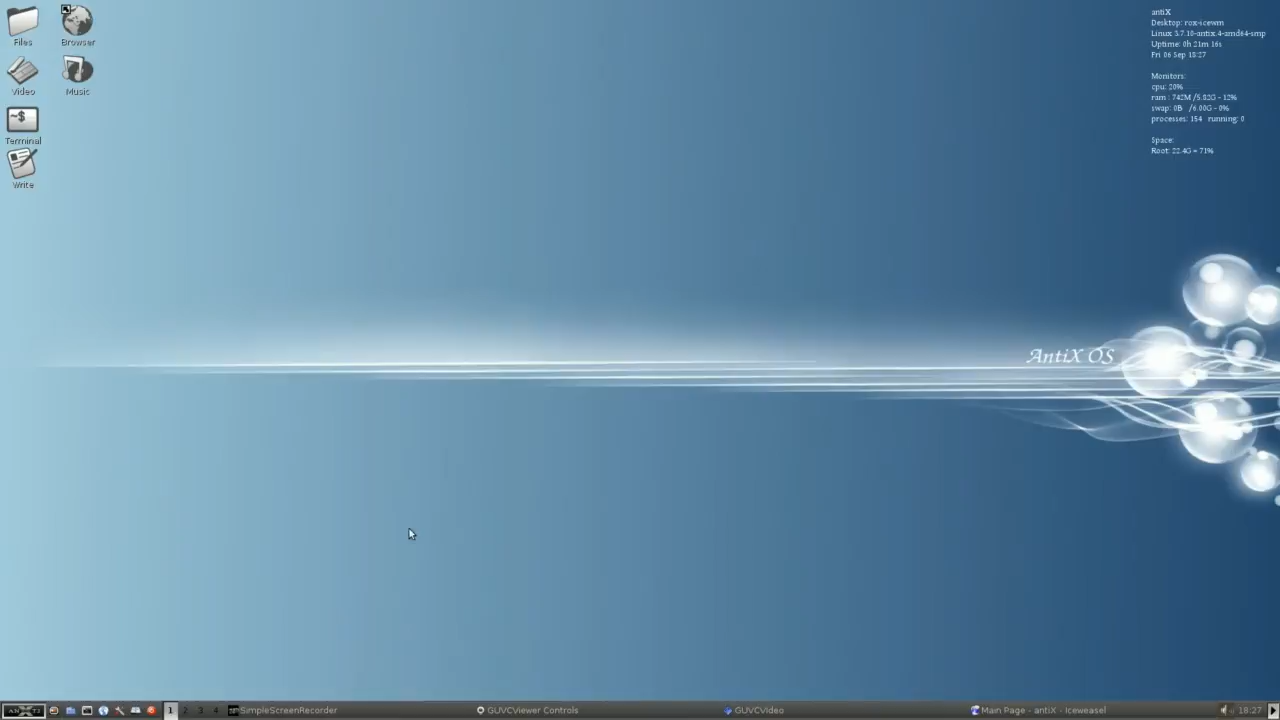 Files
Browser
Video
Music
~$
Terminal
Write
antiX
Desktop: rox-icewm
Linux 3.7.10-antix.4-amd64-smp
Uptime: 0h 21m 16s
Fri 06 Sep 18:27
Monitors:
cpu: 20%
ram : 742M /5.82G - 12%
swap: 0B /6.00G - 0%
processes: 154 running: 0
Space:
Root: 22.4G = 71%
AntiX OS
1 2 3 4 SimpleScreenRecorder GUVCViewer Controls GUVCVideo Main Page - antiX - Iceweasel 18:27